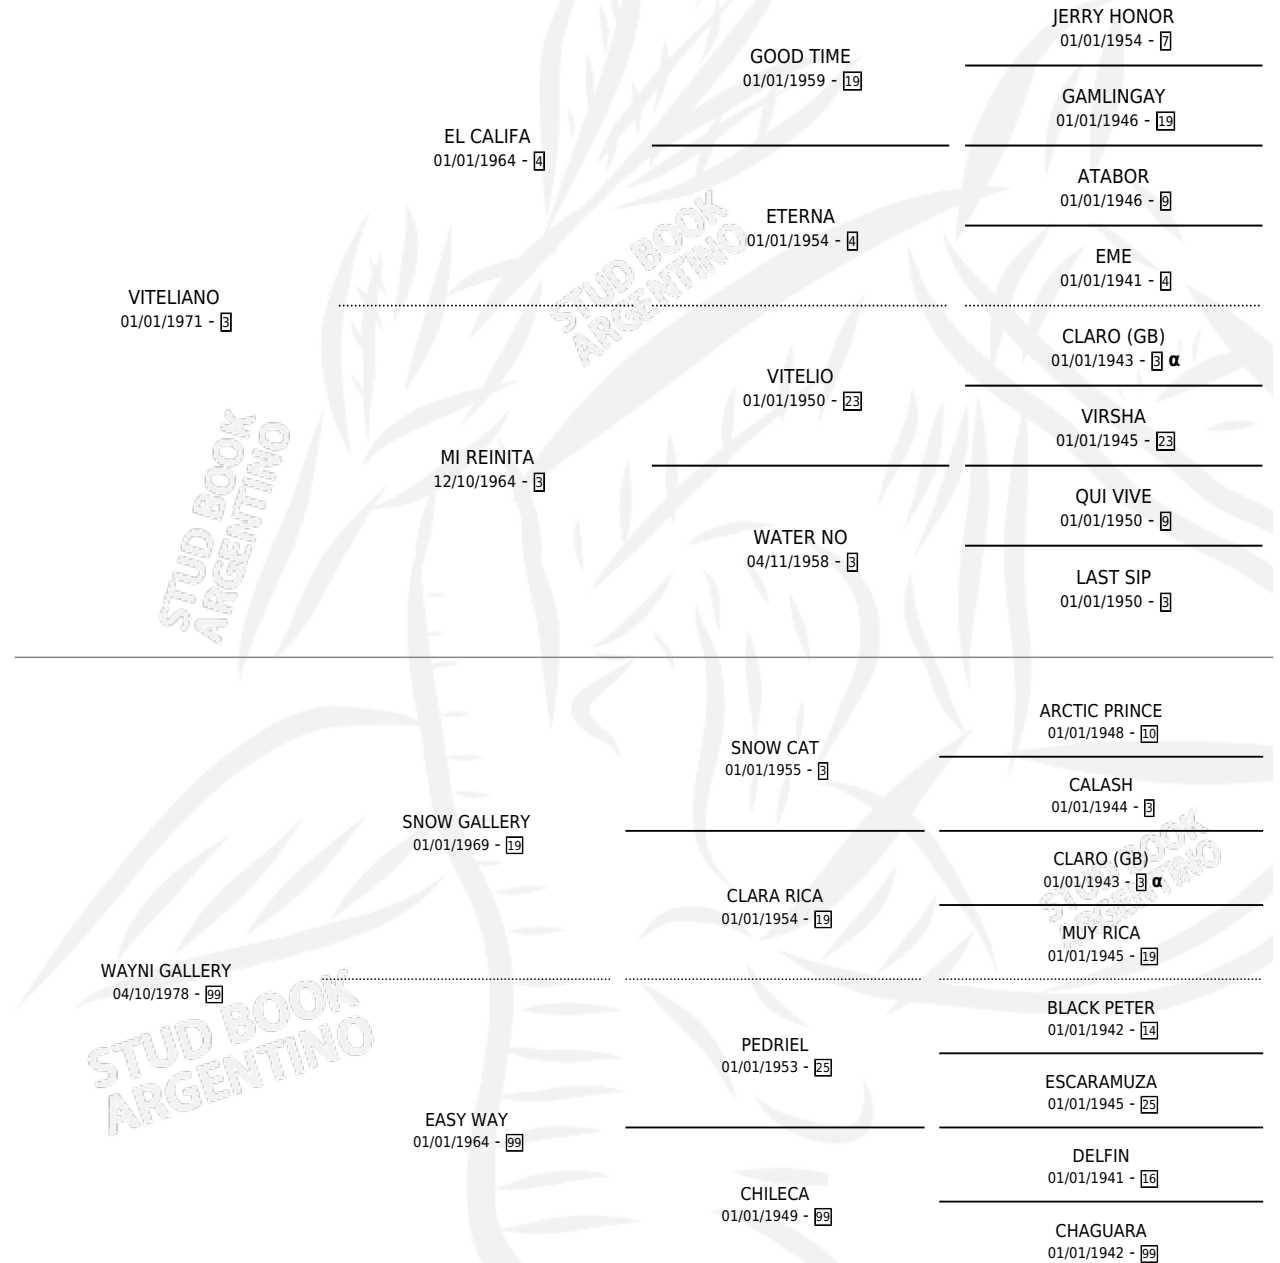 JERRY HONOR
01/01/1954 - 7
GOOD TIME
01/01/1959 - 19
GAMLINGAY
01/01/1946 - 19
EL CALIFA
01/01/1964 - 4
ATABOR
01/01/1946 - 9
ETERNA
01/01/1954 - 4
EME
01/01/1941 - 4
VITELIANO
01/01/1971 - 3
CLARO (GB)
01/01/1943 - 3 α
VITELIO
01/01/1950 - 23
VIRSHA
01/01/1945 - 23
MI REINITA
12/10/1964 - 3
QUI VIVE
01/01/1950 - 9
WATER NO
04/11/1958 - 3
LAST SIP
01/01/1950 - 3
STUD BOOK
ARGENTINO
STUD BOOK
ARGENTINO
ARCTIC PRINCE
01/01/1948 - 10
SNOW CAT
01/01/1955 - 3
CALASH
01/01/1944 - 3
SNOW GALLERY
01/01/1969 - 19
CLARO (GB)
01/01/1943 - 3 α
CLARA RICA
01/01/1954 - 19
MUY RICA
01/01/1945 - 19
WAYNI GALLERY
04/10/1978 - 99
BLACK PETER
01/01/1942 - 14
PEDRIEL
01/01/1953 - 25
ESCARAMUZA
01/01/1945 - 25
EASY WAY
01/01/1964 - 99
DELFIN
01/01/1941 - 16
CHILECA
01/01/1949 - 99
CHAGUARA
01/01/1942 - 99
STUD BOOK
ARGENTINO
STUD BOOK
ARGENTINO